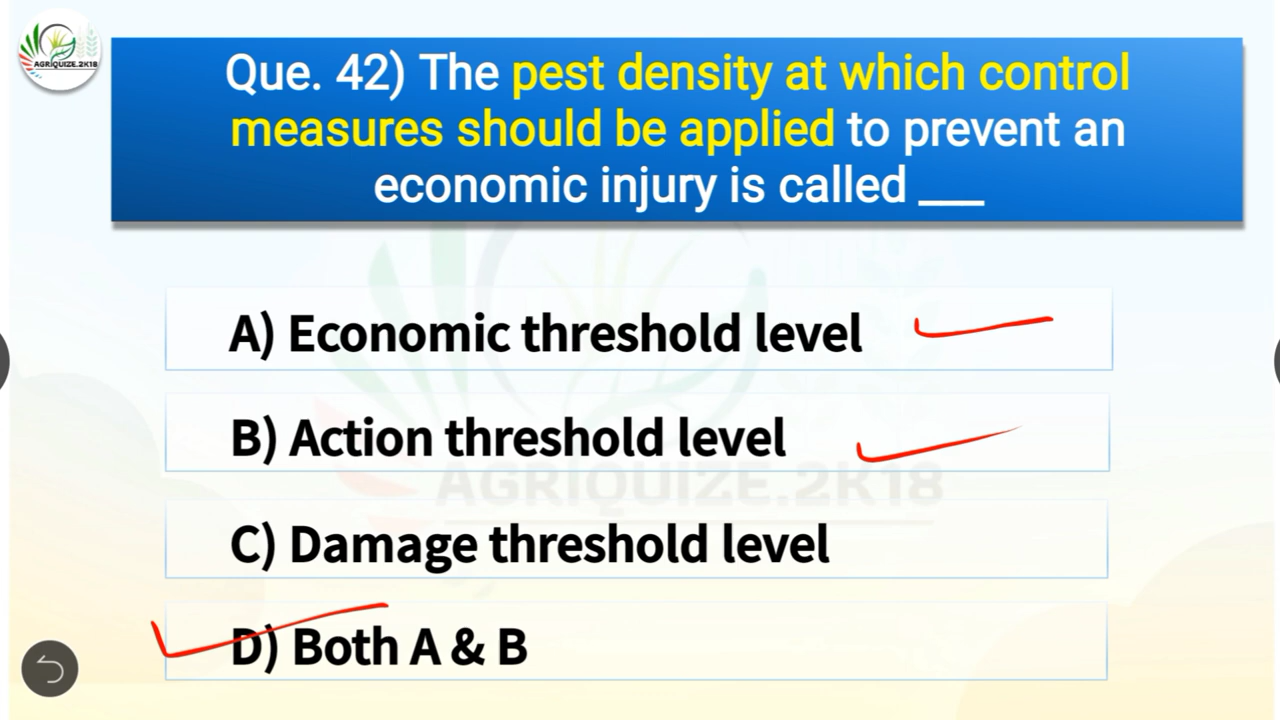 AGRIQUIZE.2K18
Que. 42) The pest density at which control
measures should be applied to prevent an
economic injury is called ___
A) Economic threshold level
B) Action threshold level
AGRIQUIZE.2K18
C) Damage threshold level
D) Both A & B